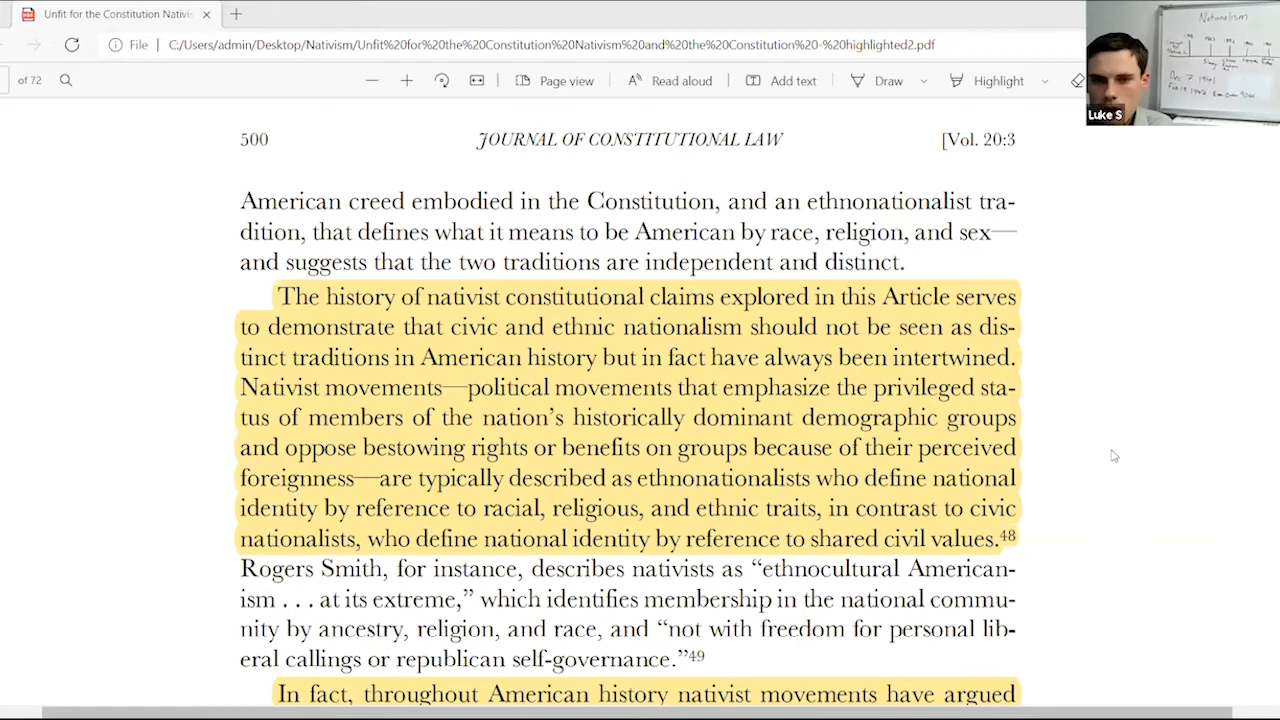 Unfit for the Constitution Nativis
File
C:/Users/admin/Desktop/Nativism/Unfit%20for%20the%20Constitution%20Nativism%20and%20the%20Constitution%20-%20highlighted2.pdf
of 72
Page view
Read aloud
Add text
Draw
Highlight
Nationalism
Dec 7 1941
Luke S
500
JOURNAL OF CONSTITUTIONAL LAW
[Vol. 20:3
American creed embodied in the Constitution, and an ethnonationalist tra-
dition, that defines what it means to be American by race, religion, and sex—
and suggests that the two traditions are independent and distinct.
The history of nativist constitutional claims explored in this Article serves
to demonstrate that civic and ethnic nationalism should not be seen as dis-
tinct traditions in American history but in fact have always been intertwined.
Nativist movements—political movements that emphasize the privileged sta-
tus of members of the nation’s historically dominant demographic groups
and oppose bestowing rights or benefits on groups because of their perceived
foreignness—are typically described as ethnonationalists who define national
identity by reference to racial, religious, and ethnic traits, in contrast to civic
nationalists, who define national identity by reference to shared civil values.48
Rogers Smith, for instance, describes nativists as “ethnocultural American-
ism . . . at its extreme,” which identifies membership in the national commu-
nity by ancestry, religion, and race, and “not with freedom for personal lib-
eral callings or republican self-governance.”49
In fact, throughout American history nativist movements have argued